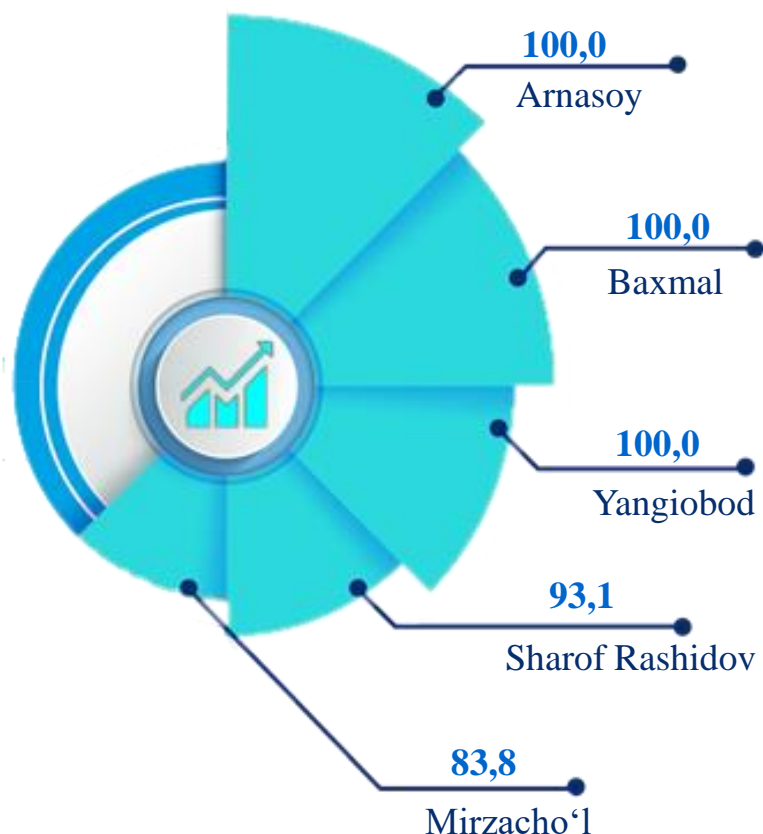 100,0
Arnasoy
100,0
Baxmal
100,0
Yangiobod
93,1
Sharof Rashidov
83,8
Mirzacho‘l